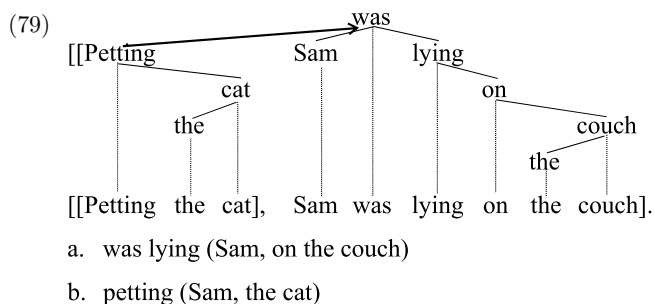 (79) was
[[Petting Sam lying
cat on
the couch
the
[[Petting the cat], Sam was lying on the couch].
a. was lying (Sam, on the couch)
b. petting (Sam, the cat)